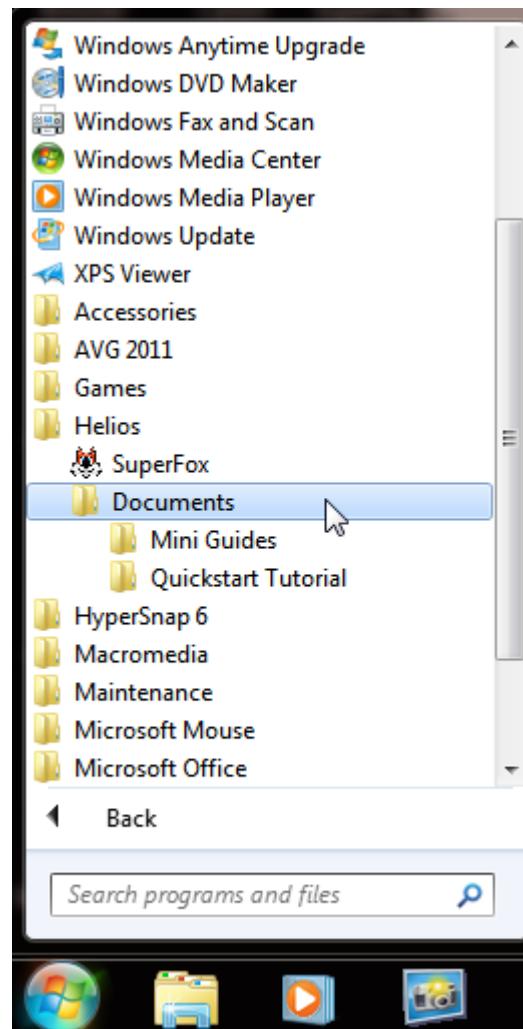 Windows Anytime Upgrade
Windows DVD Maker
Windows Fax and Scan
Windows Media Center
Windows Media Player
Windows Update
XPS Viewer
Accessories
AVG 2011
Games
Helios
SuperFox
Documents
Mini Guides
Quickstart Tutorial
HyperSnap 6
Macromedia
Maintenance
Microsoft Mouse
Microsoft Office
Back
Search programs and files